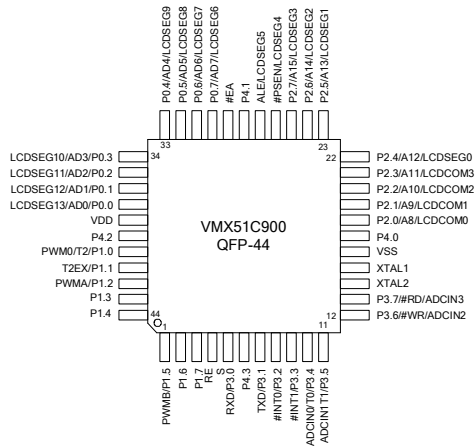 P0.4/AD4/LCDSEG9
P0.5/AD5/LCDSEG8
P0.6/AD6/LCDSEG7
P0.7/AD7/LCDSEG6
#EA
P4.1
ALE/LCDSEG5
#PSEN/LCDSEG4
P2.7/A15/LCDSEG3
P2.6/A14/LCDSEG2
P2.5/A13/LCDSEG1
33
23
34
22
LCDSEG10/AD3/P0.3
LCDSEG11/AD2/P0.2
LCDSEG12/AD1/P0.1
LCDSEG13/AD0/P0.0
VDD
P4.2
PWM0/T2/P1.0
T2EX/P1.1
PWMA/P1.2
P1.3
P1.4
VMX51C900
QFP-44
P2.4/A12/LCDSEG0
P2.3/A11/LCDCOM3
P2.2/A10/LCDCOM2
P2.1/A9/LCDCOM1
P2.0/A8/LCDCOM0
P4.0
VSS
XTAL1
XTAL2
P3.7/#RD/ADCIN3
P3.6/#WR/ADCIN2
44
12
1
11
PWMB/P1.5
P1.6
P1.7
RE
S
RXD/P3.0
P4.3
TXD/P3.1
#INT0/P3.2
#INT1/P3.3
ADCIN0/T0/P3.4
ADCIN1T1/P3.5